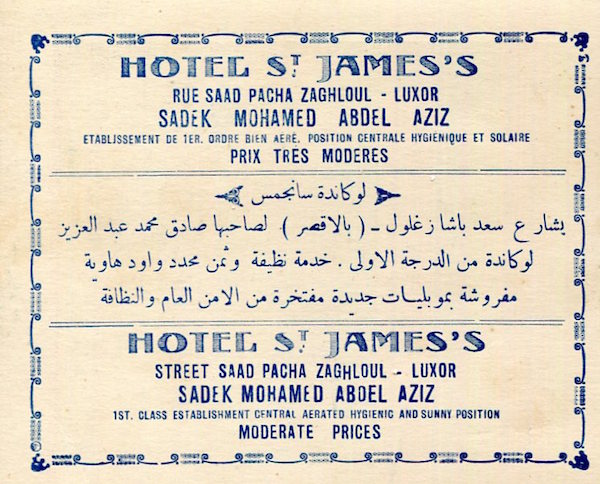 HOTEL ST JAMES'S
RUE SAAD PACHA ZAGHLOUL - LUXOR
SADEK MOHAMED ABDEL AZIZ
ETABLISSEMENT DE 1ER. ORDRE BIEN AERÉ. POSITION CENTRALE HYGIENIQUE ET SOLAIRE
PRIX TRES MODERES
لوكاندة سانجمس
بشارع سعد باشا زغلول - ( بالاقصر ) لصاحبها صادق محمد عبد العزيز
لوكاندة من الدرجة الاولى . خدمة نظيفة وثمن محدد واود هاوية
مفروشة بموبليات جديدة مفتخرة من الامن العام والنظافة
HOTEL ST JAMES'S
STREET SAAD PACHA ZAGHLOUL - LUXOR
SADEK MOHAMED ABDEL AZIZ
1ST. CLASS ESTABLISHMENT CENTRAL AERATED HYGIENIC AND SUNNY POSITION
MODERATE PRICES